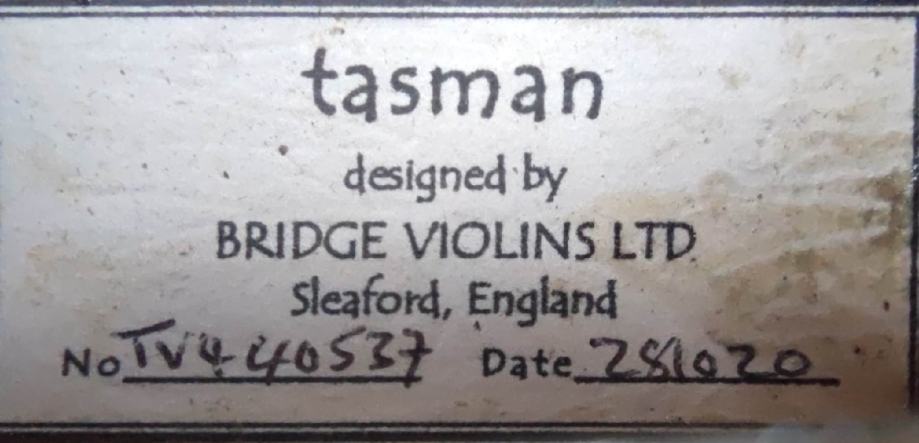 tasman
designed by
BRIDGE VIOLINS LTD.
Sleaford, England
No TV440537 Date 281020